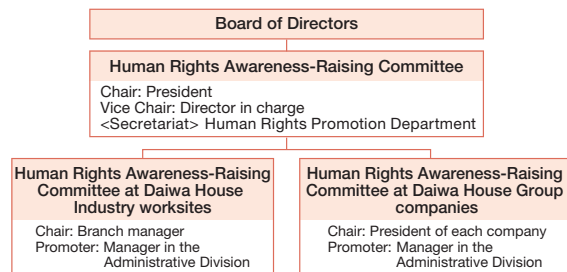 Board of Directors
Human Rights Awareness-Raising Committee
Chair: President
Vice Chair: Director in charge
<Secretariat> Human Rights Promotion Department
Human Rights Awareness-Raising
Committee at Daiwa House
Industry worksites
Chair: Branch manager
Promoter: Manager in the
Administrative Division
Human Rights Awareness-Raising
Committee at Daiwa House Group
companies
Chair: President of each company
Promoter: Manager in the
Administrative Division